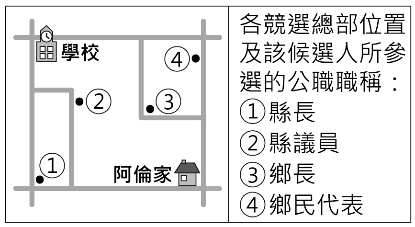 學校
④
②
③
①
阿倫家
各競選總部位置
及該候選人所參
選的公職職稱：
①縣長
②縣議員
③鄉長
④鄉民代表